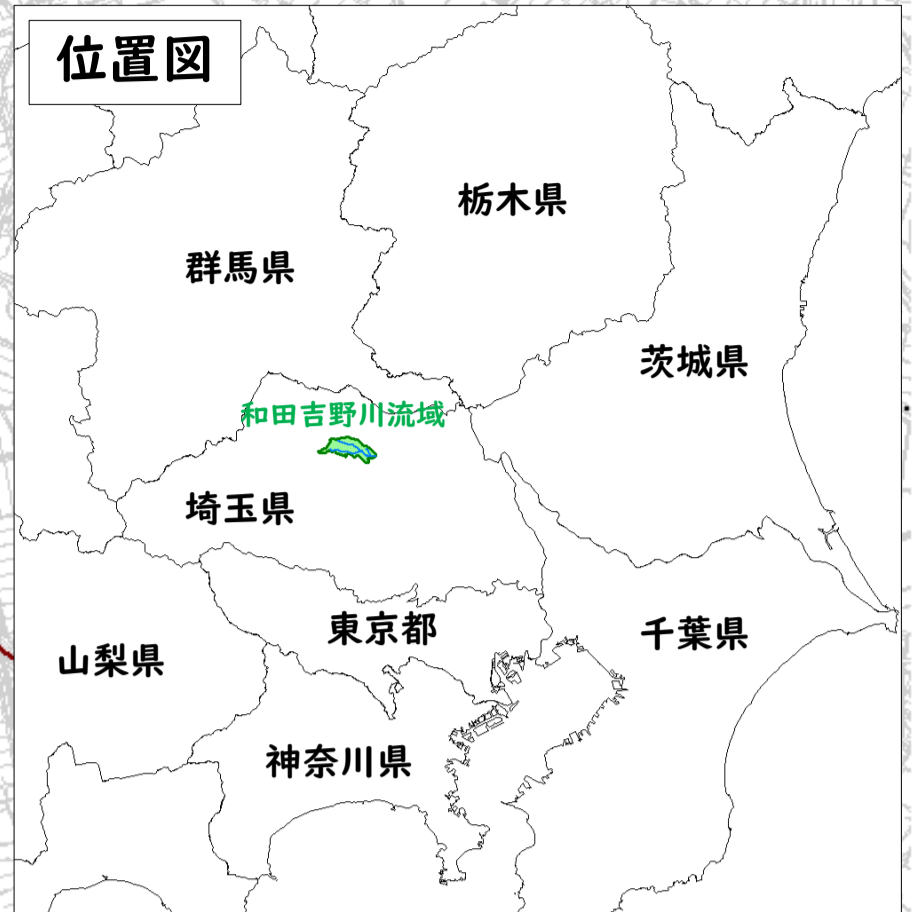 位置図
栃木県
群馬県
茨城県
和田吉野川流域
埼玉県
東京都
千葉県
山梨県
神奈川県